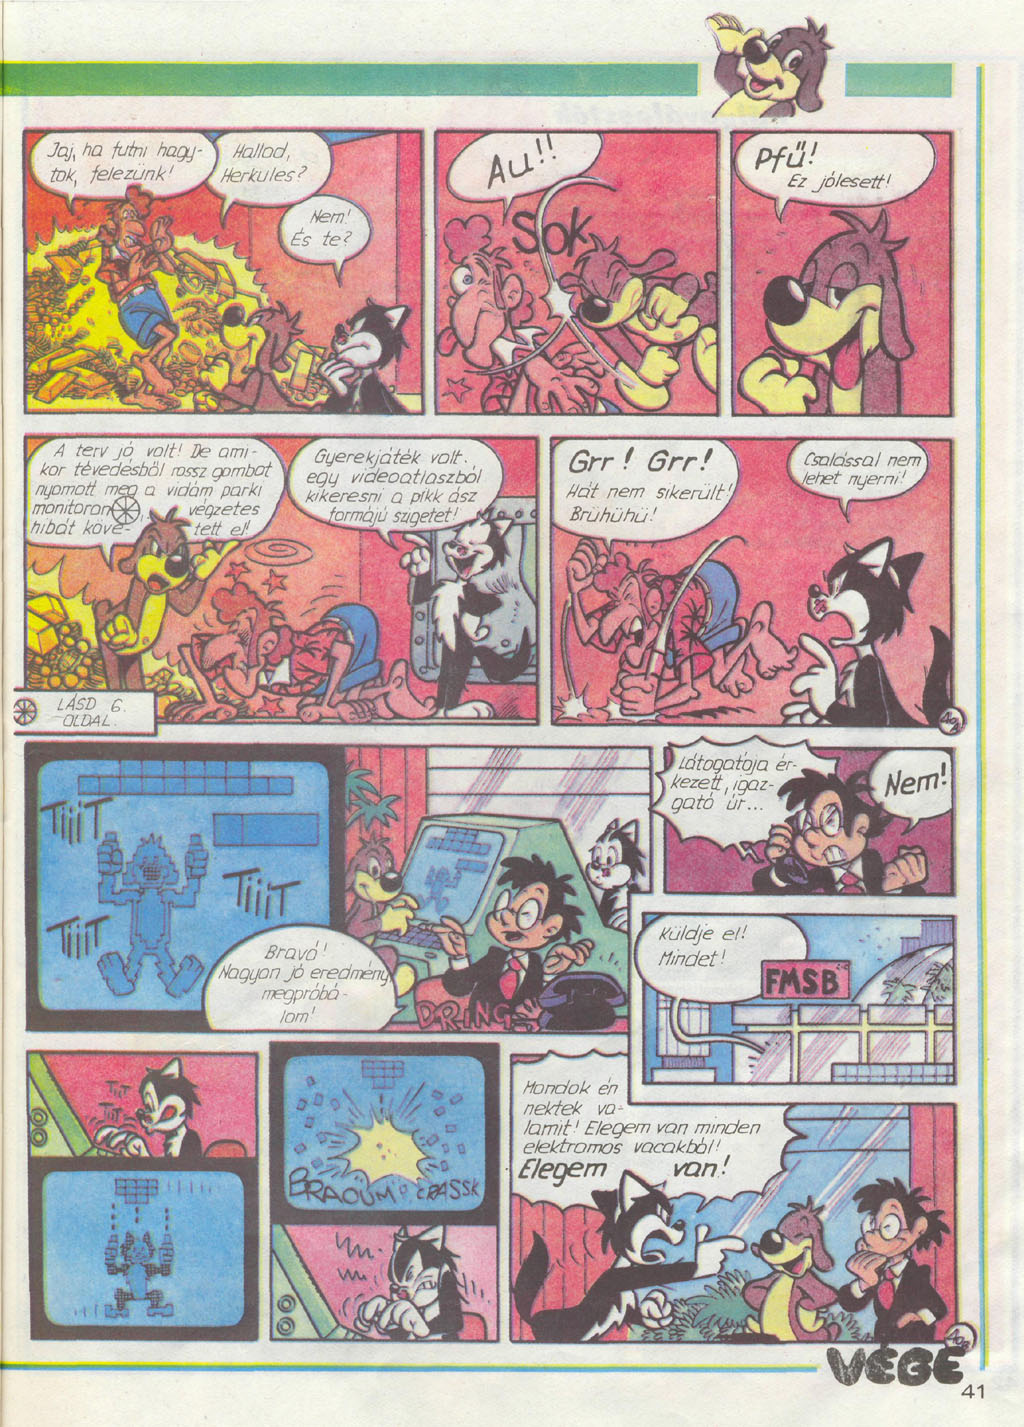 Jaj, ha futni hagy-
tok, felezünk!
Hallod,
Herkules?
Nem!
És te?
AU!!
SOK
Pfű!
Ez jólesett!
A terv jó volt! De ami-
kor tévedésből rossz gombot
nyomott meg a vidám parki
monitoron, végzetes
hibát köve-
tett el!
Gyerekjáték volt
egy videoatlaszból
kikeresni a pikk ász
formájú szigetet!
LÁSD 6.
OLDAL.
Grr! Grr!
Hát nem sikerült!
Brühühü!
Csalással nem
lehet nyerni!
TiiiT
TiiiT
TiiiT
Bravó!
Nagyon jó eredmény,
megpróbá-
lom!
DRING
Látogatója ér-
kezett, igaz-
gató úr...
Nem!
Küldje el!
Mindet!
FMSB
TiiT
TiiT
BRAOUM
CRASSK
Mondok én
nektek va-
lamit! Elegem van minden
elektromos vacakból!
Elegem van!
VÉGE
41